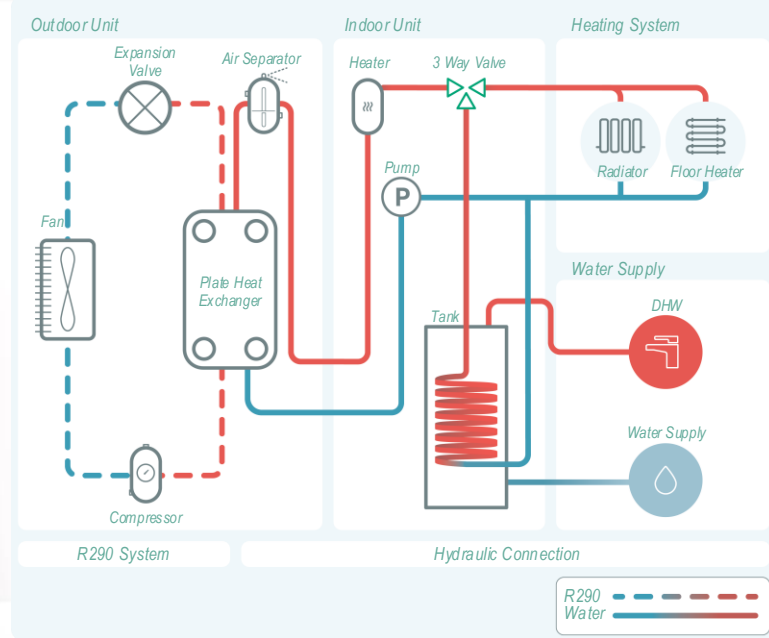 Outdoor Unit
Indoor Unit
Heating System
Expansion
Valve
Air Separator
Heater
3 Way Valve
Pump
P
Radiator
Floor Heater
Fan
Plate Heat
Exchanger
Water Supply
Tank
DHW
Water Supply
Compressor
R290 System
Hydraulic Connection
R290
Water